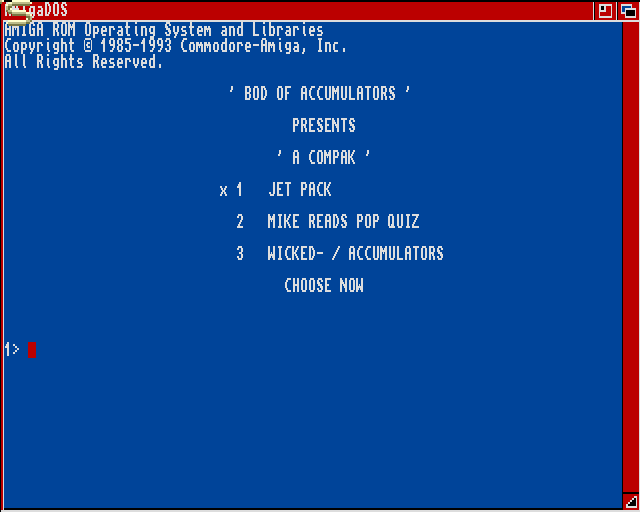 AmigaDOS
AMIGA ROM Operating System and Libraries
Copyright © 1985-1993 Commodore-Amiga, Inc.
All Rights Reserved.
' BOD OF ACCUMULATORS '
PRESENTS
' A COMPAK '
x 1 JET PACK
2 MIKE READS POP QUIZ
3 WICKED- / ACCUMULATORS
CHOOSE NOW
1>